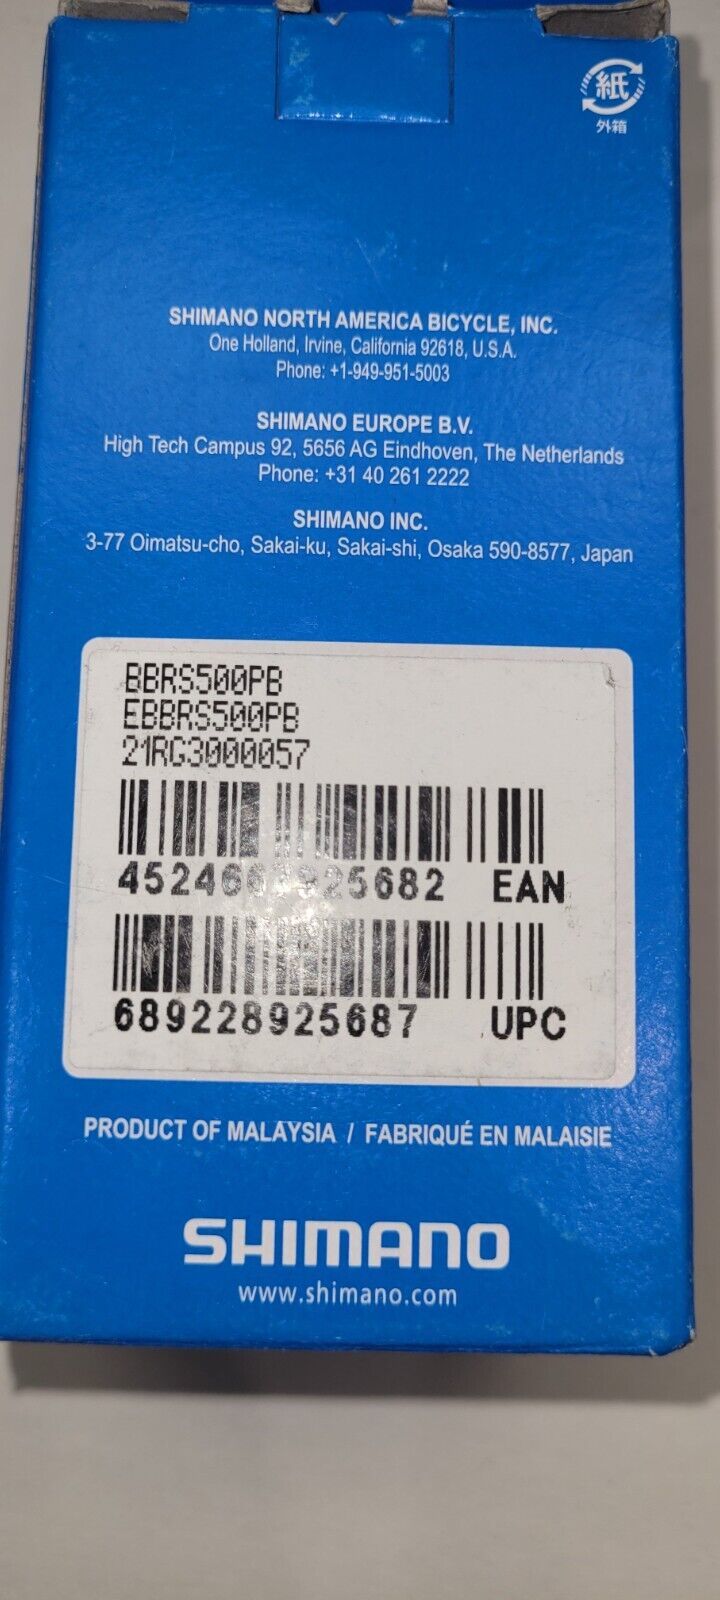 紙
外箱
SHIMANO NORTH AMERICA BICYCLE, INC.
One Holland, Irvine, California 92618, U.S.A.
Phone: +1-949-951-5003
SHIMANO EUROPE B.V.
High Tech Campus 92, 5656 AG Eindhoven, The Netherlands
Phone: +31 40 261 2222
SHIMANO INC.
3-77 Oimatsu-cho, Sakai-ku, Sakai-shi, Osaka 590-8577, Japan
BBRS500PB
EBBRS500PB
21RG3000057
EAN
689228925687 UPC
PRODUCT OF MALAYSIA / FABRIQUÉ EN MALAISIE
SHIMANO
www.shimano.com